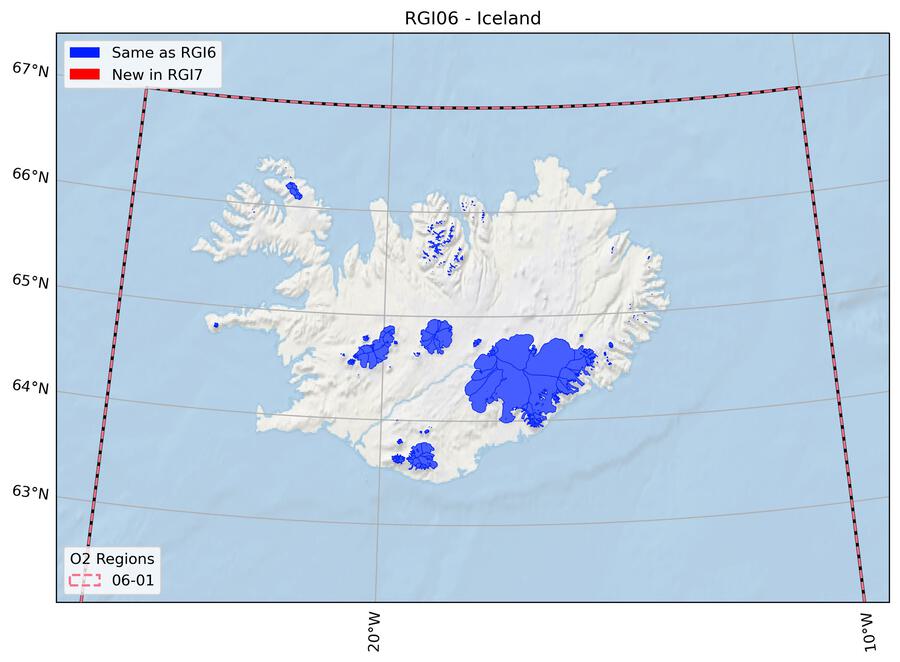 RGI06 - Iceland
Same as RGI6
New in RGI7
67°N
66°N
65°N
64°N
63°N
O2 Regions
06-01
20°W
10°W